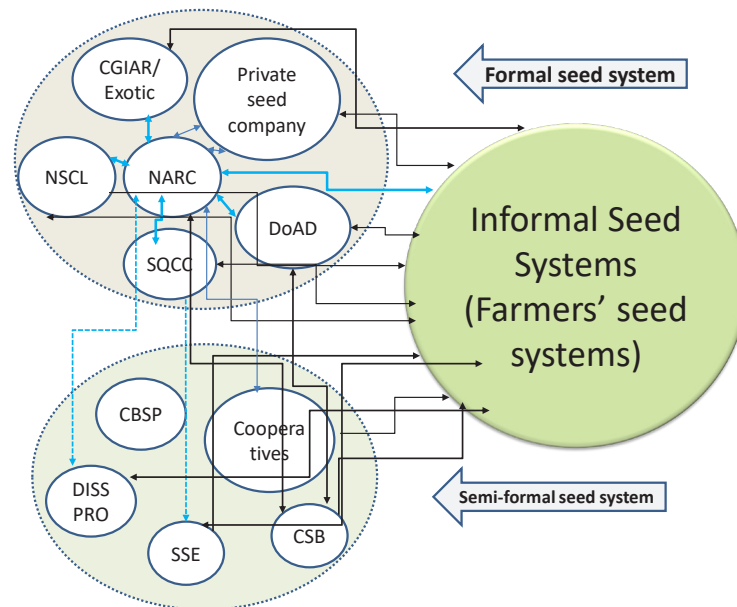 CGIAR/
Exotic
Private
seed
company
Formal seed system
NSCL
NARC
DoAD
SQCC
Informal Seed
Systems
(Farmers’ seed
systems)
CBSP
Coopera
tives
DISS
PRO
SSE
CSB
Semi-formal seed system